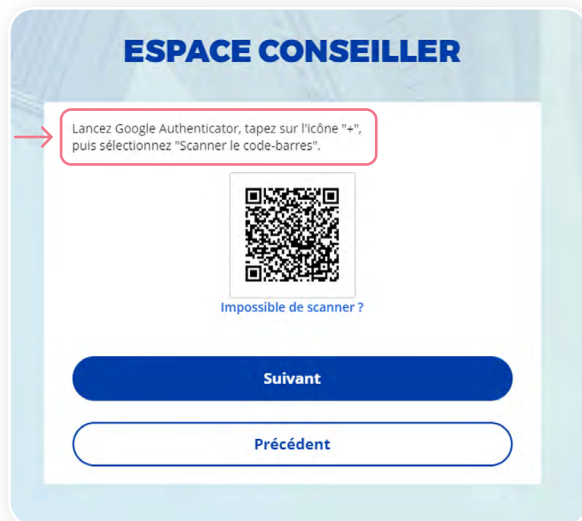 ESPACE CONSEILLER
Lancez Google Authenticator, tapez sur l'icône "+",
puis sélectionnez "Scanner le code-barres".
Impossible de scanner ?
Suivant
Précédent